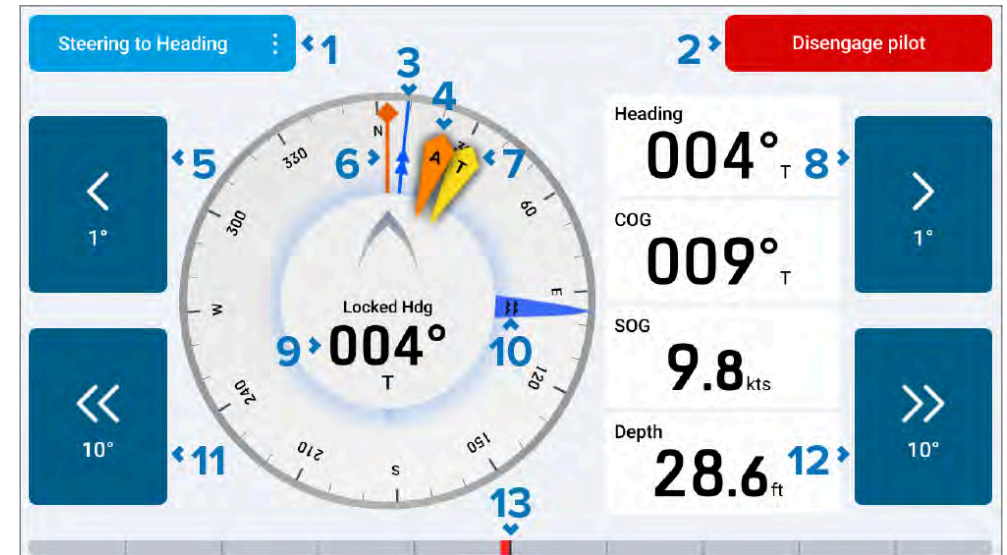 Steering to Heading
1
2
Disengage pilot
3
4
5
6
7
8
9
10
11
12
13
1°
10°
1°
10°
N
A
T
60
E
120
150
S
210
240
W
300
330
Locked Hdg
004°
T
Heading
004° T
COG
009° T
SOG
9.8 kts
Depth
28.6 ft